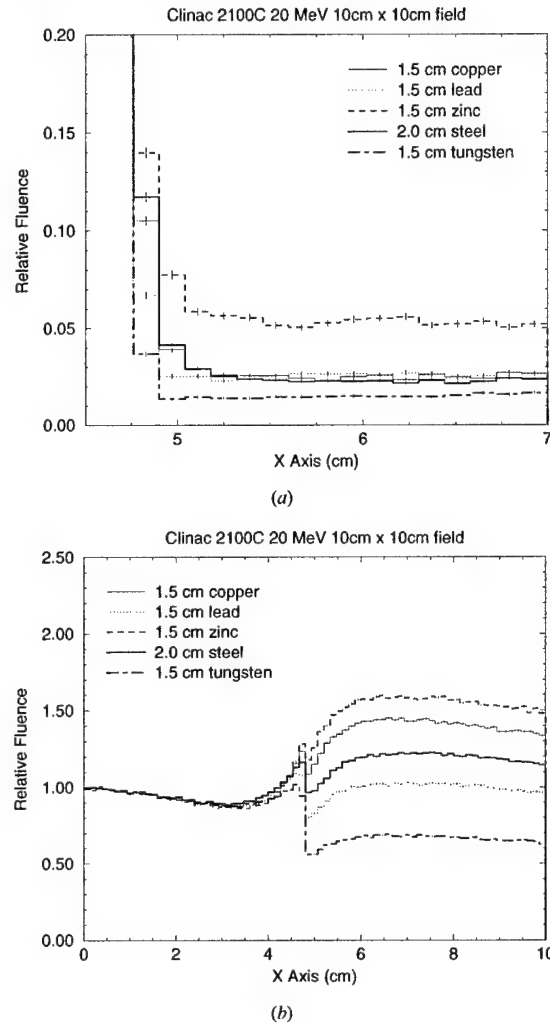 Clinac 2100C 20 MeV 10cm x 10cm field
0.20
1.5 cm copper
1.5 cm lead
1.5 cm zinc
2.0 cm steel
1.5 cm tungsten
0.15
Relative Fluence
0.10
0.05
0.00
5
6
7
X Axis (cm)
(a)
Clinac 2100C 20 MeV 10cm x 10cm field
2.50
1.5 cm copper
1.5 cm lead
1.5 cm zinc
2.0 cm steel
1.5 cm tungsten
2.00
Relative Fluence
1.50
1.00
0.50
0.00
0
2
4
6
8
10
X Axis (cm)
(b)